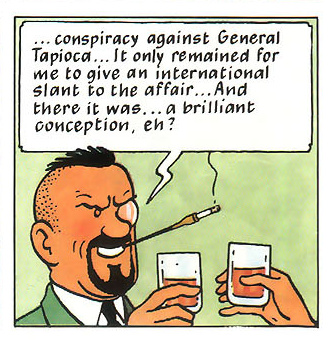 ...conspiracy against General
Tapioca...It only remained for
me to give an international
slant to the affair...And
there it was...a brilliant
conception, eh?